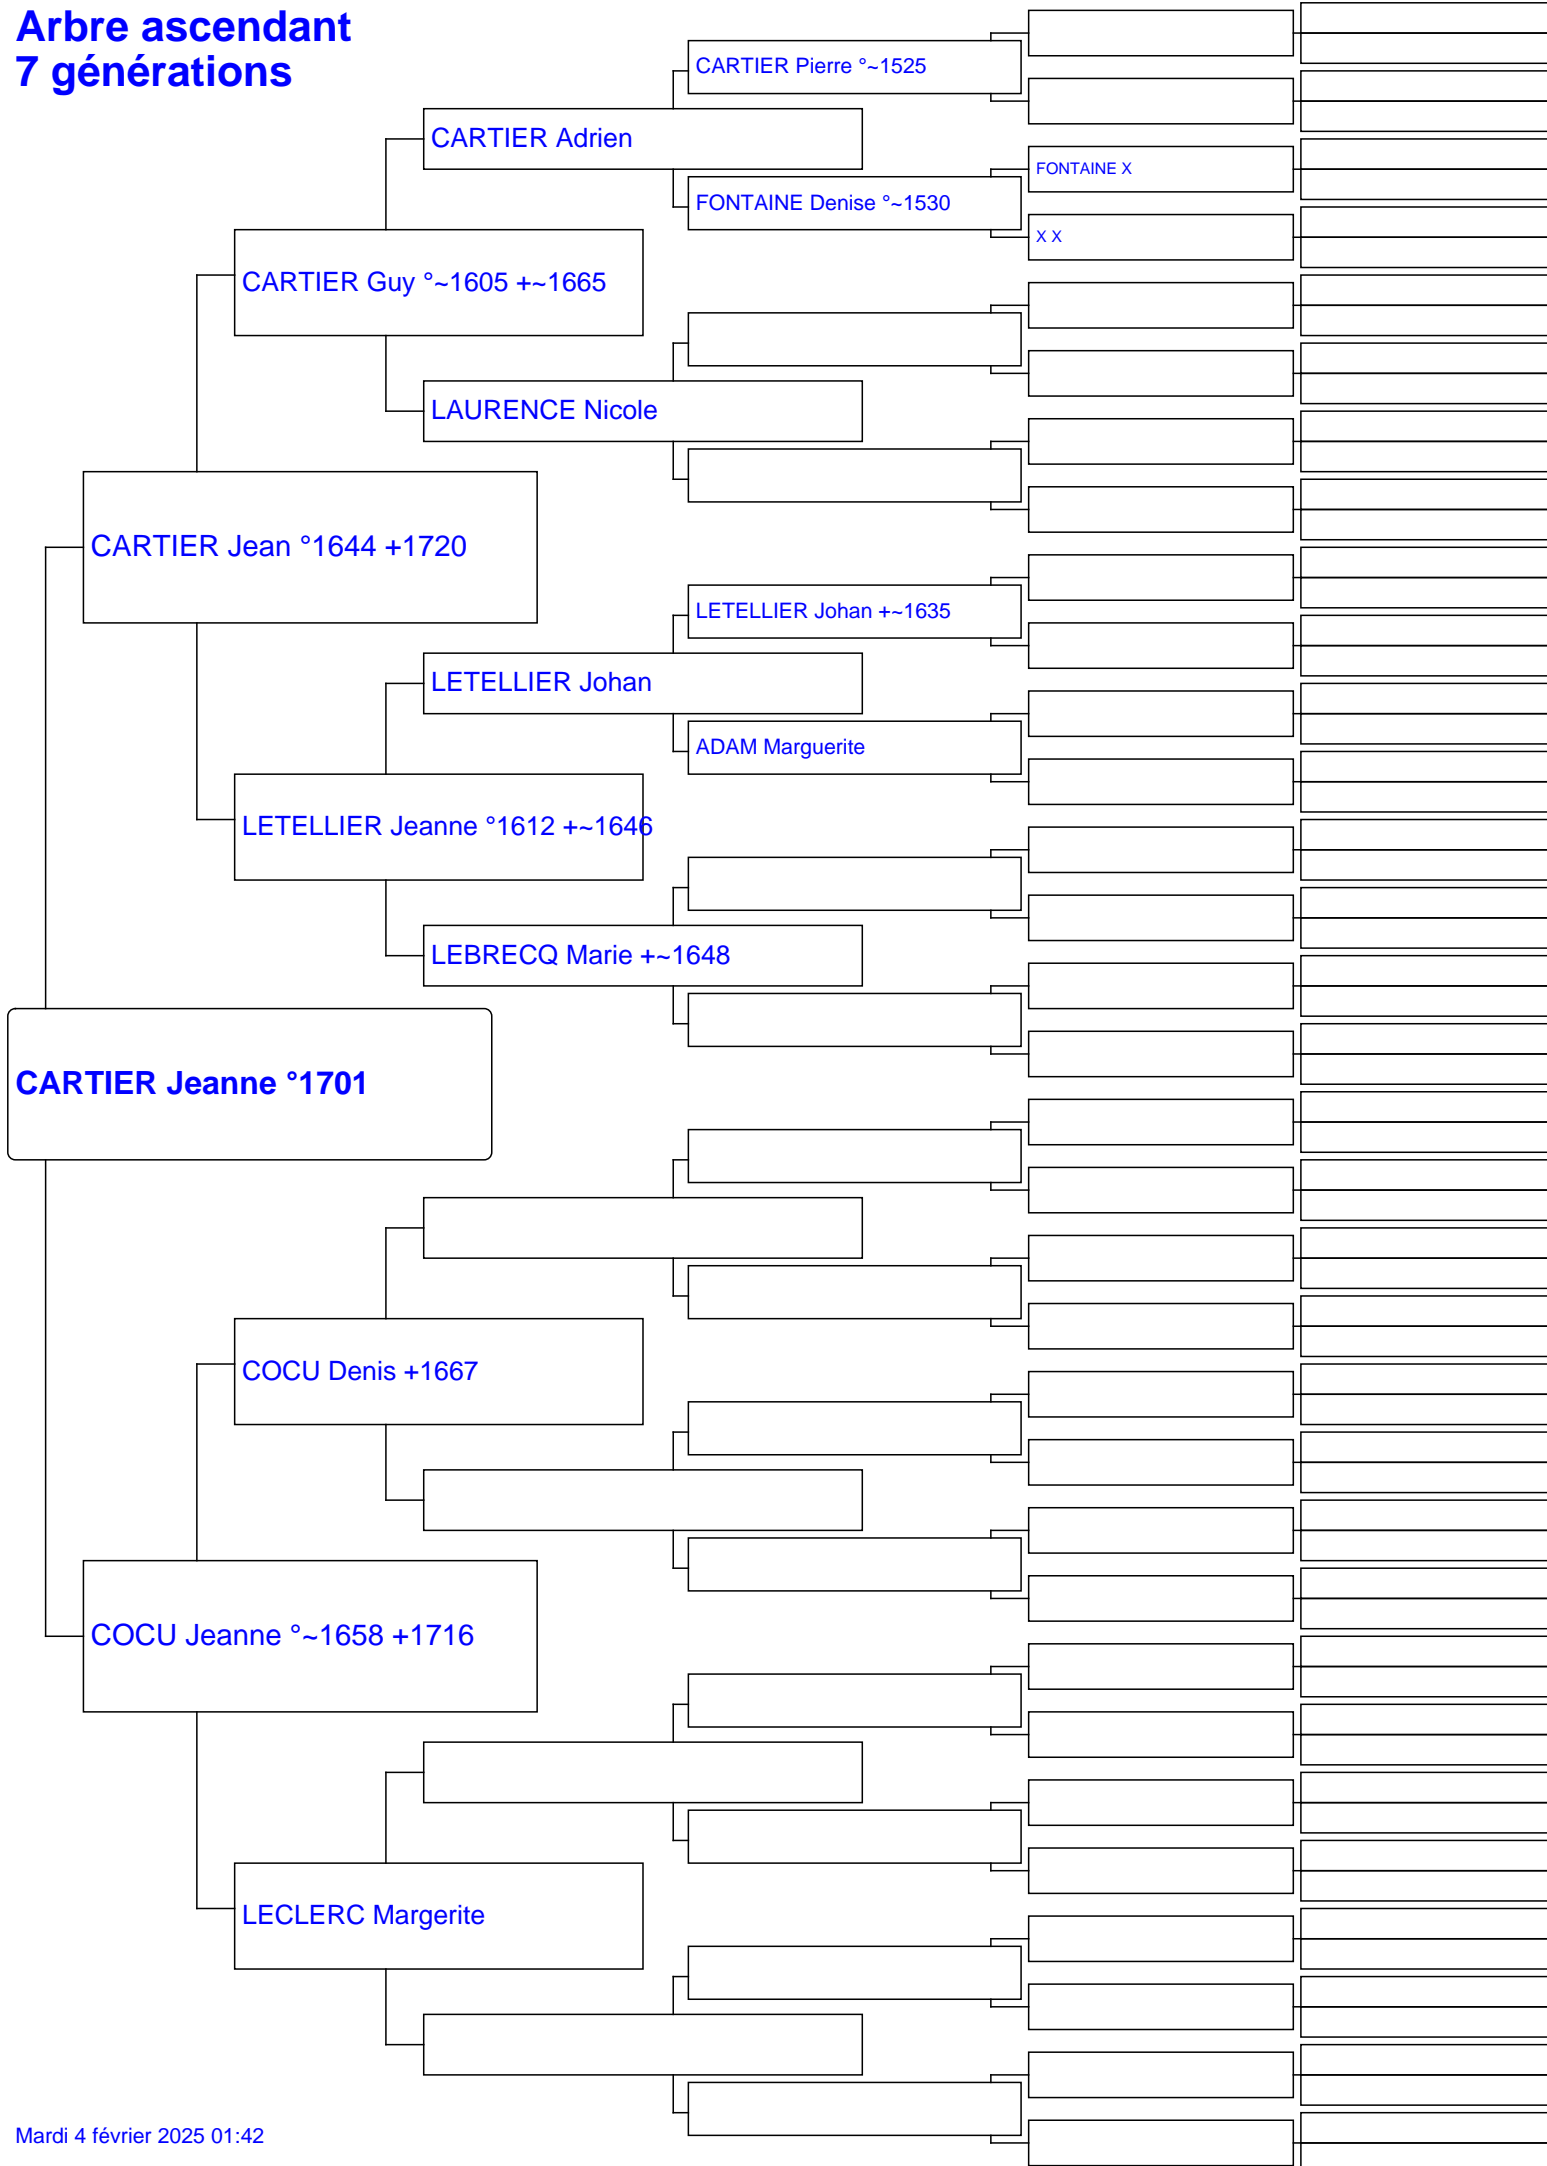 Arbre ascendant
7 générations
CARTIER Pierre °~1525
CARTIER Adrien
FONTAINE X
FONTAINE Denise °~1530
X X
CARTIER Guy °~1605 +~1665
LAURENCE Nicole
CARTIER Jean °1644 +1720
LETELLIER Johan +~1635
LETELLIER Johan
ADAM Marguerite
LETELLIER Jeanne °1612 +~1646
LEBRECQ Marie +~1648
CARTIER Jeanne °1701
COCU Denis +1667
COCU Jeanne °~1658 +1716
LECLERC Margerite
Mardi 4 février 2025 01:42